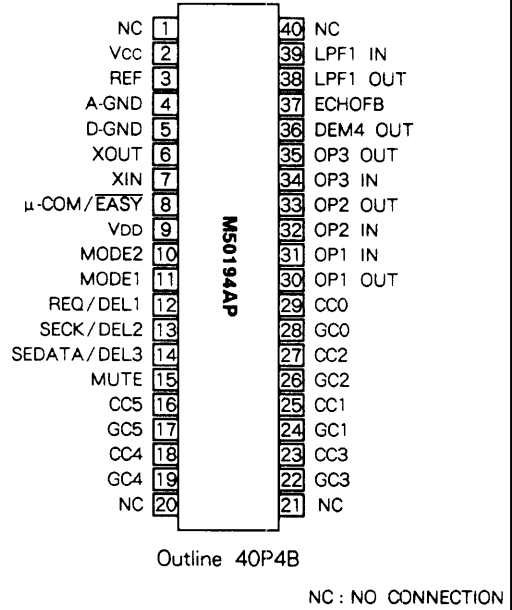 NC 1 40 NC
VCC 2 39 LPF1 IN
REF 3 38 LPF1 OUT
A-GND 4 37 ECHOFB
D-GND 5 36 DEM4 OUT
XOUT 6 35 OP3 OUT
XIN 7 34 OP3 IN
μ-COM/EASY 8 33 OP2 OUT
VDD 9 32 OP2 IN
MODE2 10 31 OP1 IN
MODE1 11 30 OP1 OUT
REQ/DEL1 12 29 CC0
SECK/DEL2 13 28 GC0
SEDATA/DEL3 14 27 CC2
MUTE 15 26 GC2
CC5 16 25 CC1
GC5 17 24 GC1
CC4 18 23 CC3
GC4 19 22 GC3
NC 20 21 NC
M50194AP
Outline 40P4B
NC : NO CONNECTION